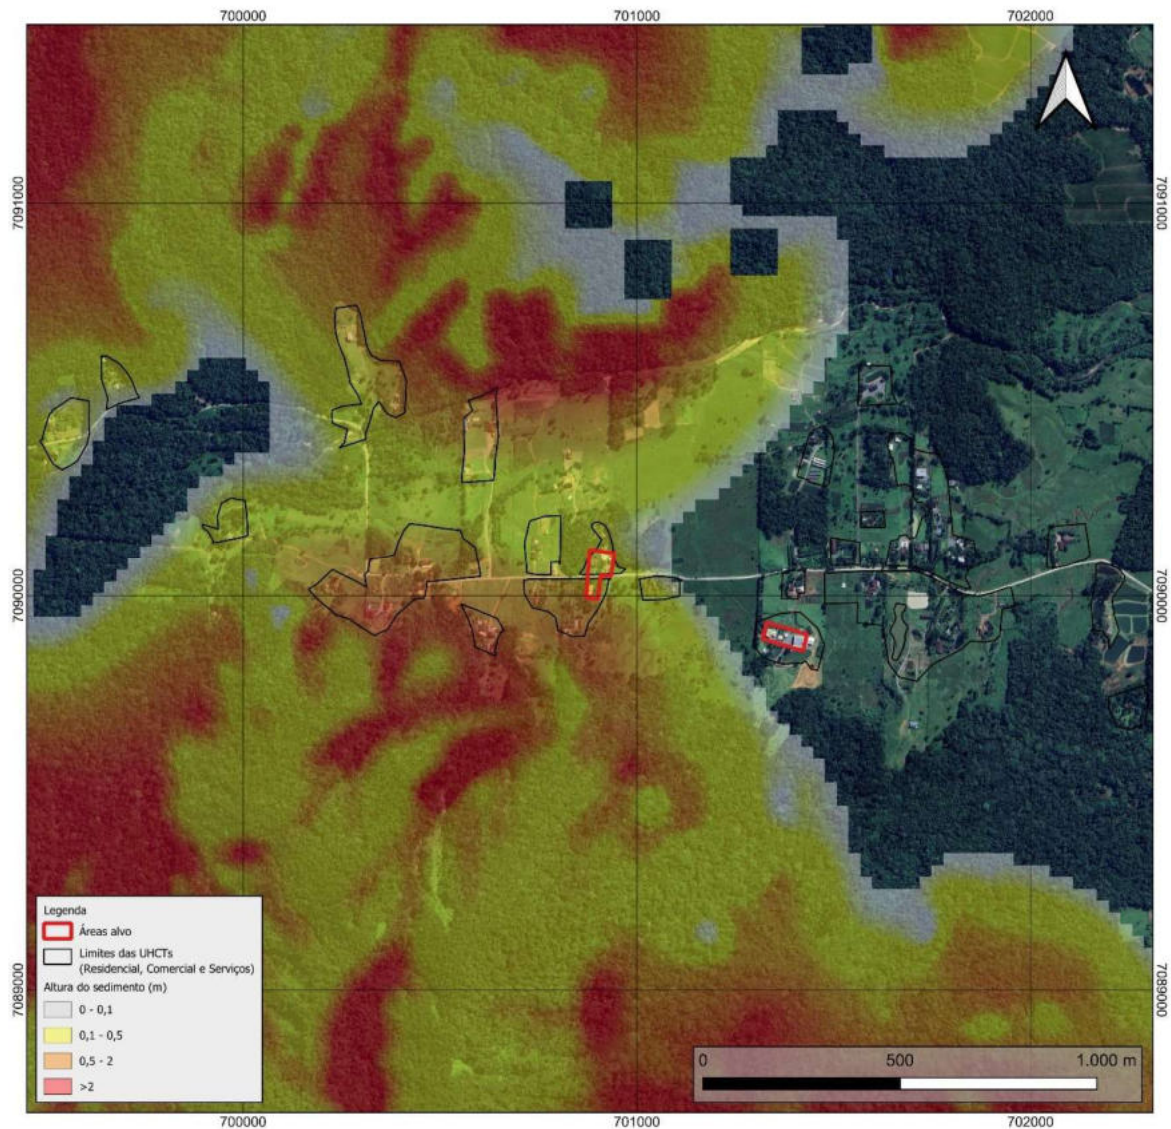 700000 701000 702000
7091000 7091000
7090000 7090000
7089000 7089000
Legenda
Áreas alvo
Limites das UHCTs
(Residencial, Comercial e Serviços)
Altura do sedimento (m)
0 - 0,1
0,1 - 0,5
0,5 - 2
>2
0 500 1.000 m
700000 701000 702000